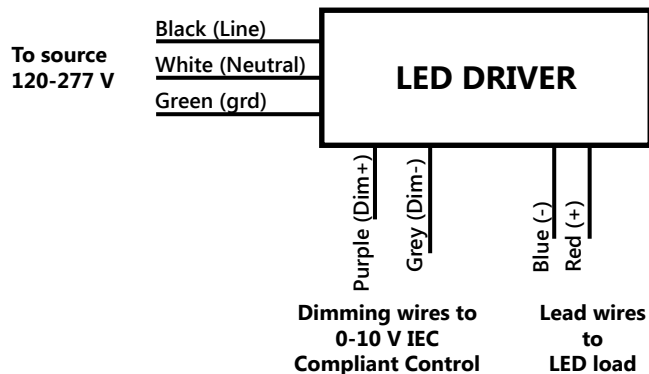 Black (Line)
To source
120-277 V
White (Neutral)
Green (grd)
LED DRIVER
Purple (Dim+)
Grey (Dim-)
Blue (-)
Red (+)
Dimming wires to
0-10 V IEC
Compliant Control
Lead wires
to
LED load